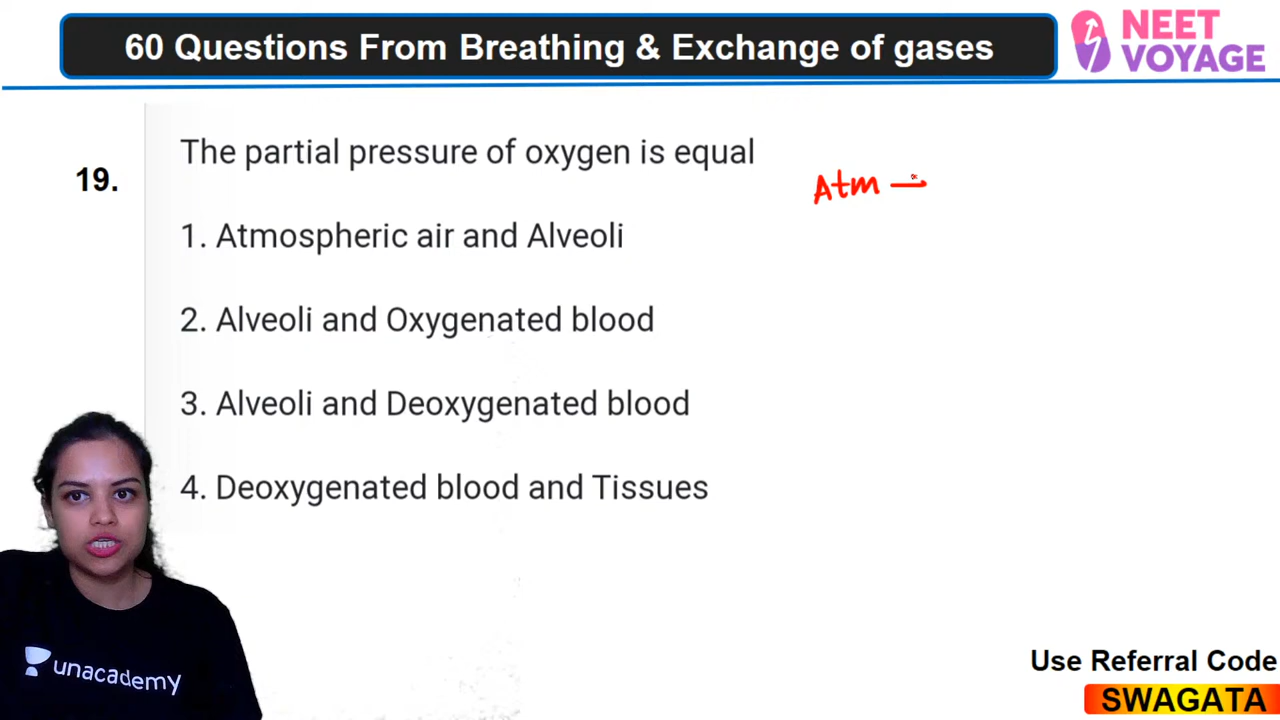 60 Questions From Breathing & Exchange of gases
NEET
VOYAGE
The partial pressure of oxygen is equal
19.
Atm →
1. Atmospheric air and Alveoli
2. Alveoli and Oxygenated blood
3. Alveoli and Deoxygenated blood
4. Deoxygenated blood and Tissues
unacademy
Use Referral Code
SWAGATA